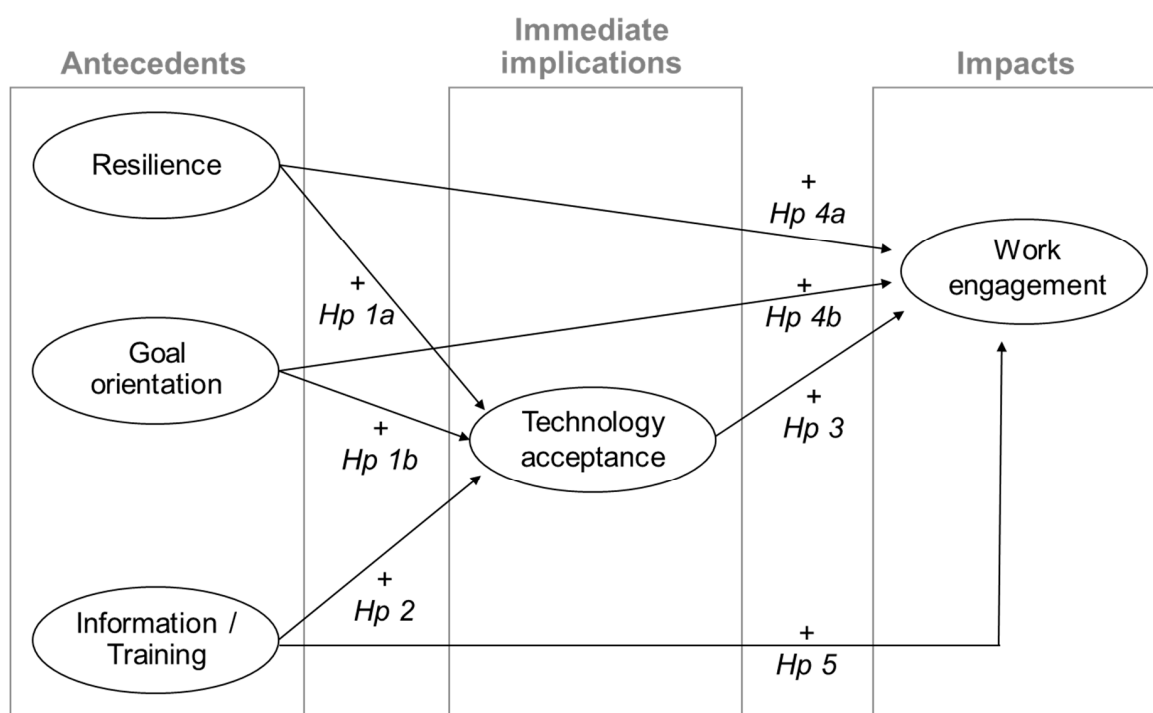 Antecedents
Immediate
implications
Impacts
Resilience
+
Hp 4a
Work
engagement
+
Hp 1a
+
Hp 4b
Goal
orientation
Technology
acceptance
+
Hp 1b
+
Hp 3
+
Hp 2
Information /
Training
+
Hp 5